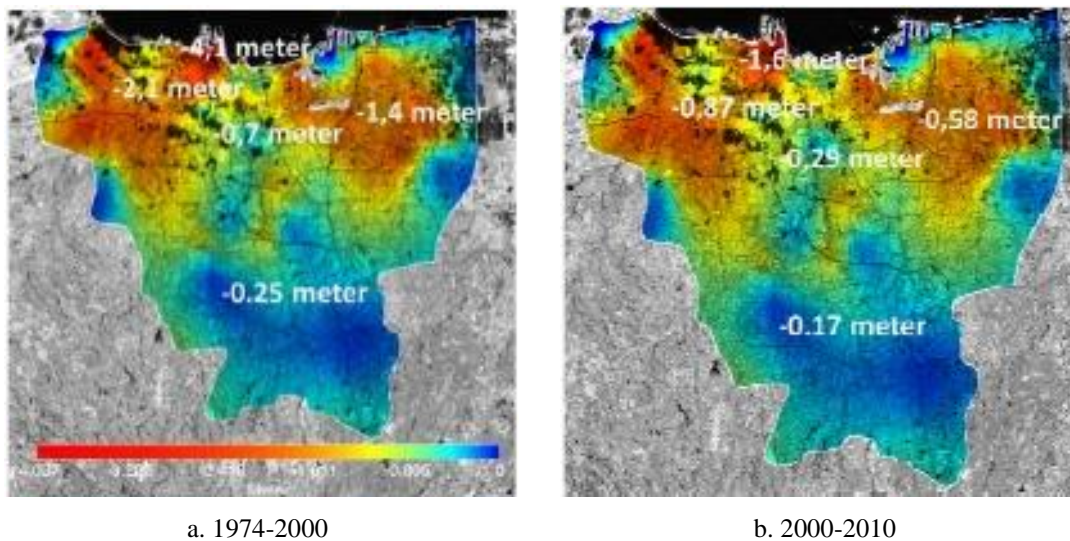 -4,1 meter
-2,1 meter
-1,4 meter
-0,7 meter
-0.25 meter
0
-1,6 meter
-0,87 meter
-0,58 meter
-0,29 meter
-0.17 meter
a. 1974-2000
b. 2000-2010